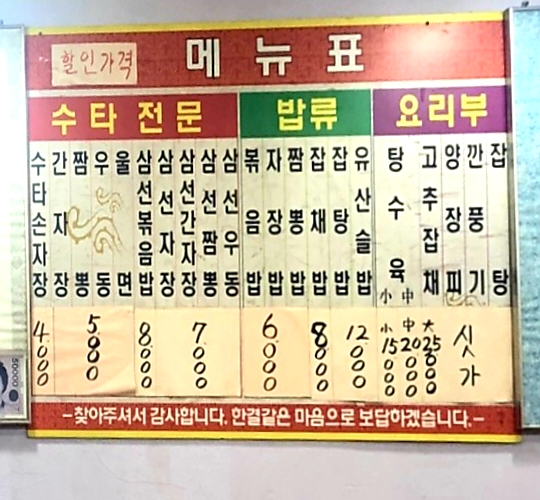 할인가격
메뉴표
수타전문
밥류
요리부
수타손자장
간자장
짬뽕
우동
울면
삼선볶음밥
삼선자장
삼선간자장
삼선짬뽕
삼선우동
볶음밥
자장밥
짬뽕밥
잡채밥
잡탕밥
유산슬밥
탕수육
小 中
고추잡채
양장피
깐풍기
잡탕
4000
5000
8000
7000
6000
8000
12000
小 15000
中 20000
大 25000
싯가
-찾아주셔서 감사합니다. 한결같은 마음으로 보답하겠습니다.-